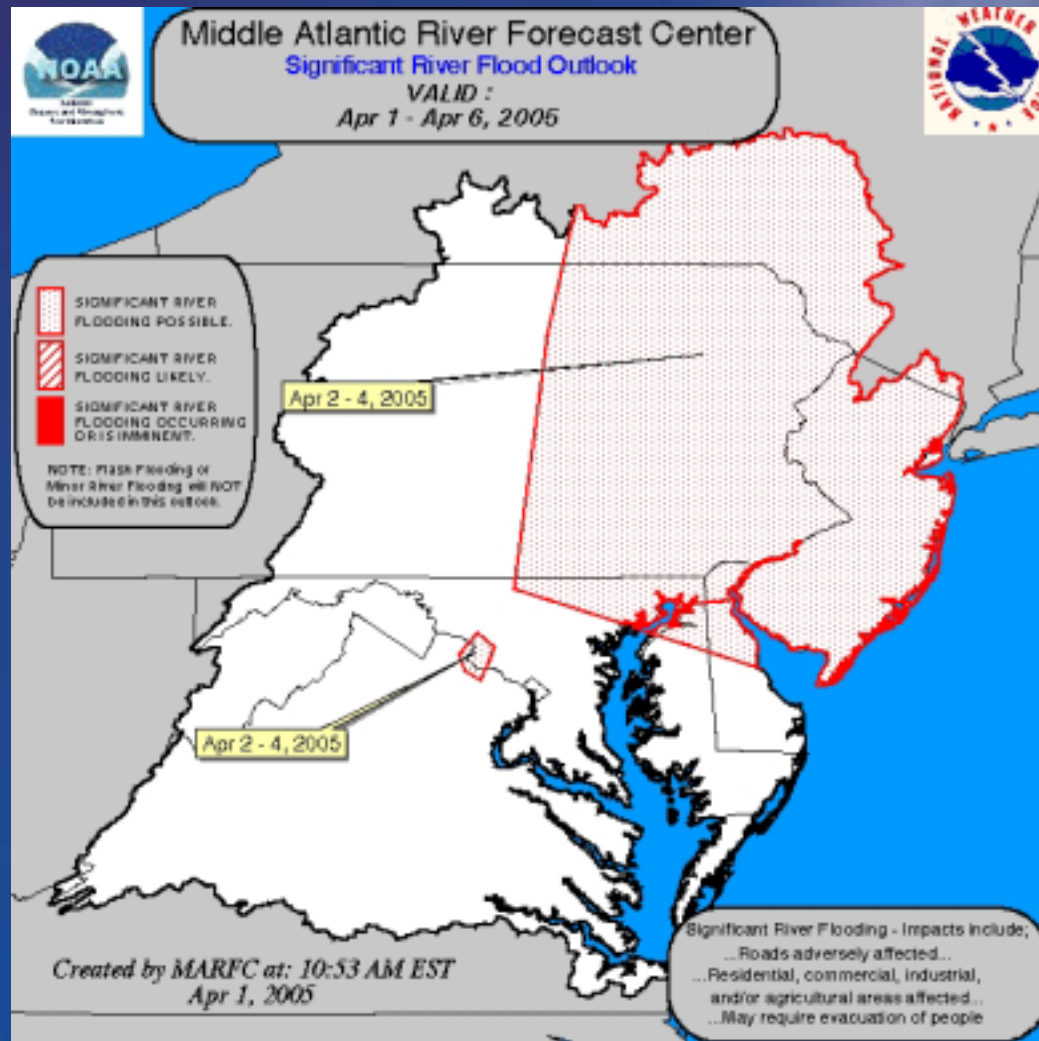 Middle Atlantic River Forecast Center
Significant River Flood Outlook
VALID :
Apr 1 - Apr 6, 2005
NOAA
WEATHER
NATIONAL
SIGNIFICANT RIVER
FLOODING POSSIBLE.
SIGNIFICANT RIVER
FLOODING LIKELY.
SIGNIFICANT RIVER
FLOODING OCCURRING
OR IS IMMINENT.
NOTE: Flash Flooding or
Minor River Flooding will NOT
be included in this outlook.
Apr 2 - 4, 2005
Apr 2 - 4, 2005
Created by MARFC at: 10:53 AM EST
Apr 1, 2005
Significant River Flooding - Impacts include;
...Roads adversely affected...
...Residential, commercial, industrial,
and/or agricultural areas affected...
...May require evacuation of people